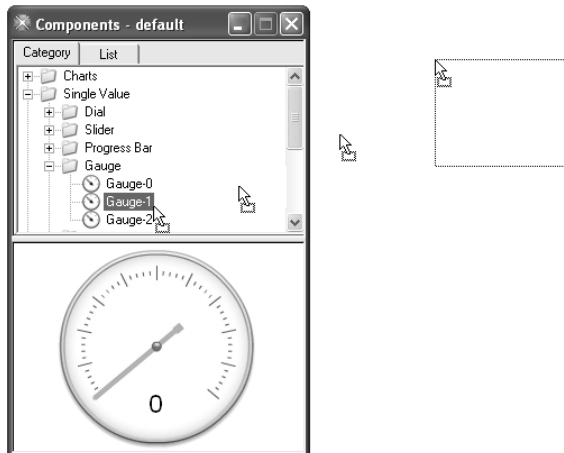 Components - default
Category List
Charts
Single Value
Dial
Slider
Progress Bar
Gauge
Gauge-0
Gauge-1
Gauge-2
0